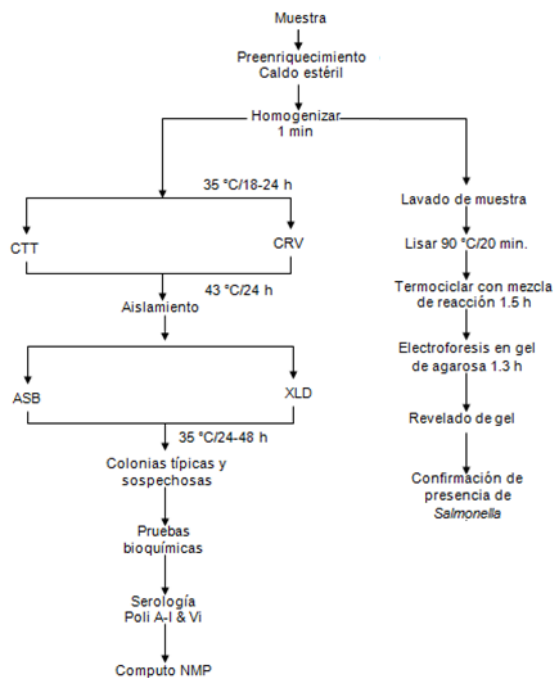 Muestra
Preenriquecimiento
Caldo estéril
Homogenizar
1 min
35 °C/18-24 h
CTT
CRV
43 °C/24 h
Aislamiento
ASB
XLD
35 °C/24-48 h
Colonias típicas y
sospechosas
Pruebas
bioquímicas
Serología
Poli A-I & Vi
Computo NMP
Lavado de muestra
Lisar 90 °C/20 min.
Termociclar con mezcla
de reacción 1.5 h
Electroforesis en gel
de agarosa 1.3 h
Revelado de gel
Confirmación de
presencia de
Salmonella